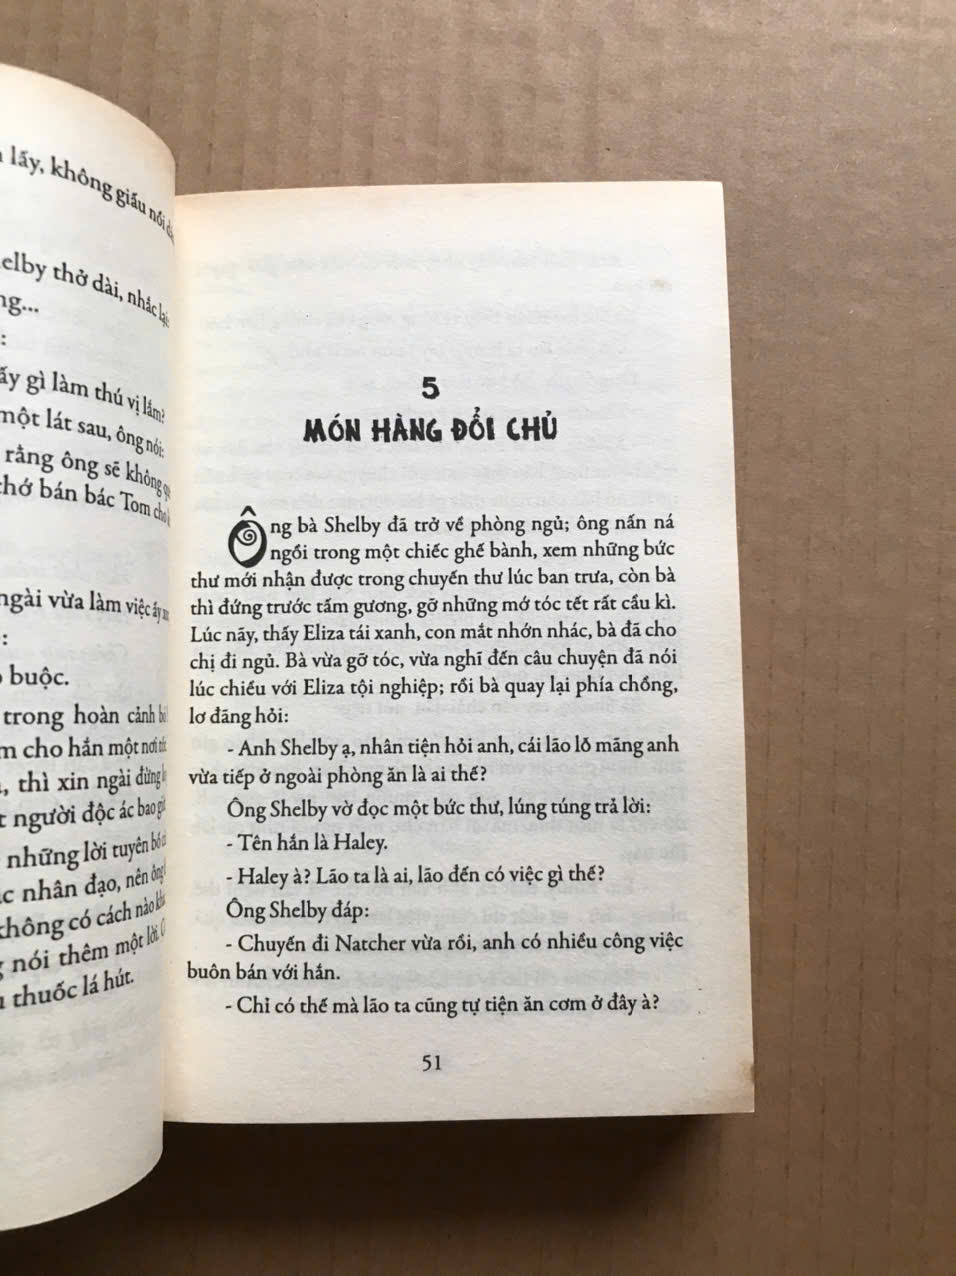 lấy, không giấu nổi
elby thở dài, nhắc lại
ng...
:
ấy gì làm thú vị lắm?
một lát sau, ông nói:
rằng ông sẽ không
chớ bán bác Tom cho
ngài vừa làm việc ấy
:
buộc.
trong hoàn cảnh
m cho hắn một nơi
, thì xin ngài đừng
t người độc ác bao giờ
những lời tuyên bố
ác nhân đạo, nên ông
không có cách nào
g nói thêm một lời.
thuốc lá hút.
5
MÓN HÀNG ĐỔI CHỦ
Ông bà Shelby đã trở về phòng ngủ; ông nấn ná
ngồi trong một chiếc ghế bành, xem những bức
thư mới nhận được trong chuyến thư lúc ban trưa, còn bà
thì đứng trước tấm gương, gỡ những mớ tóc tết rất cầu kì.
Lúc nãy, thấy Eliza tái xanh, con mắt nhớn nhác, bà đã cho
chị đi ngủ. Bà vừa gỡ tóc, vừa nghĩ đến câu chuyện đã nói
lúc chiều với Eliza tội nghiệp; rồi bà quay lại phía chồng,
lơ đãng hỏi:
- Anh Shelby ạ, nhân tiện hỏi anh, cái lão lỗ mãng anh
vừa tiếp ở ngoài phòng ăn là ai thế?
Ông Shelby vờ đọc một bức thư, lúng túng trả lời:
- Tên hắn là Haley.
- Haley à? Lão ta là ai, lão đến có việc gì thế?
Ông Shelby đáp:
- Chuyến đi Natcher vừa rồi, anh có nhiều công việc
buôn bán với hắn.
- Chỉ có thế mà lão ta cũng tự tiện ăn cơm ở đây à?
51